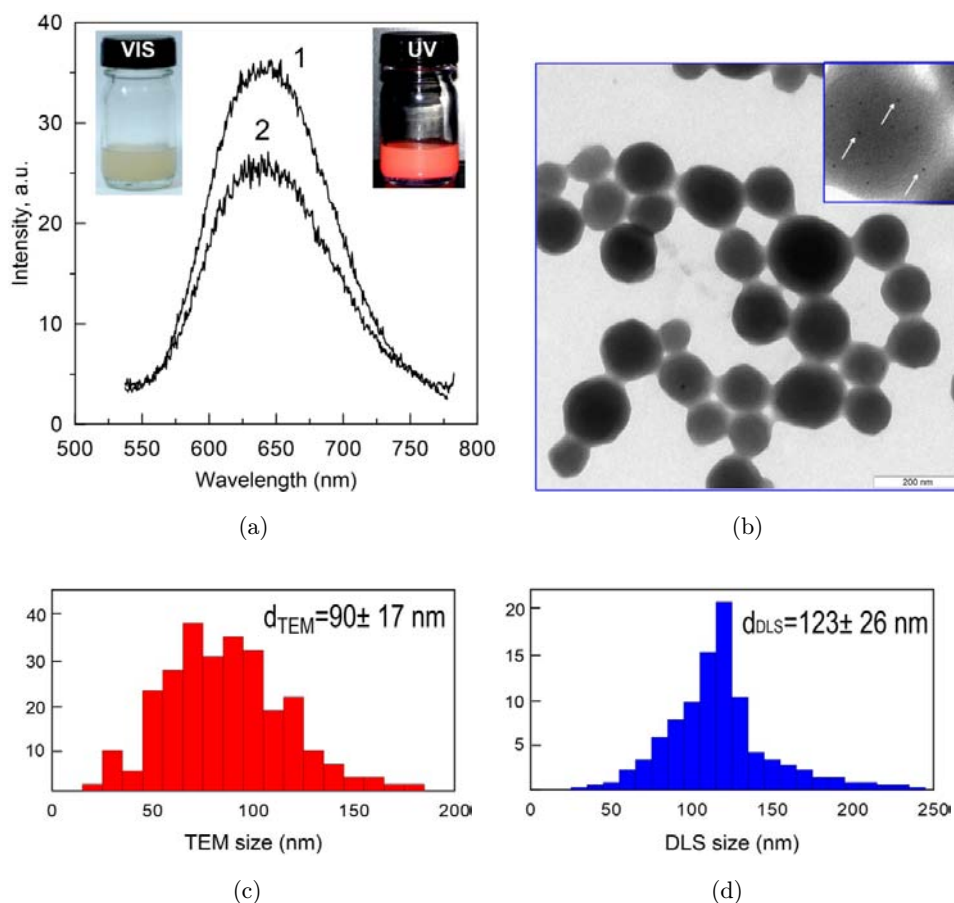 VIS
UV
1
2
40
30
20
10
0
Intensity, a.u.
500 550 600 650 700 750 800
Wavelength (nm)
(a)
200 nm
(b)
d_TEM=90± 17 nm
40
30
20
10
0 50 100 150 200
TEM size (nm)
(c)
dDLS=123± 26 nm
20
15
10
5
0 50 100 150 200 250
DLS size (nm)
(d)